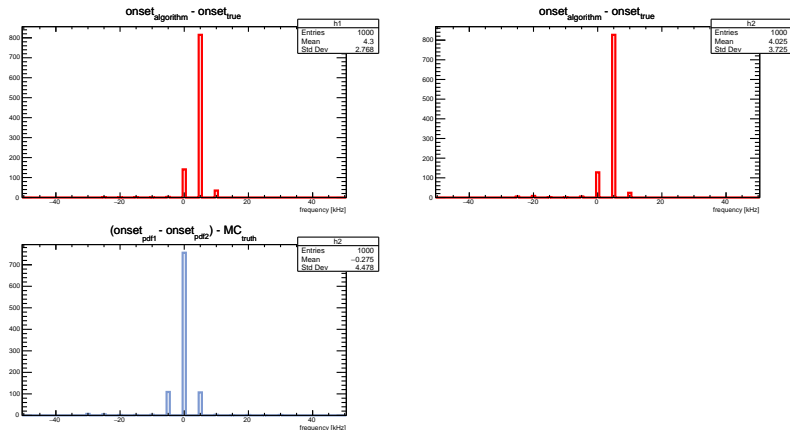 onset_algorithm - onset_true
h1
Entries 1000
Mean 4.3
Std Dev 2.768
800
700
600
500
400
300
200
100
0
−40 −20 0 20 40
frequency [kHz]
onset_algorithm - onset_true
h2
Entries 1000
Mean 4.025
Std Dev 3.725
800
700
600
500
400
300
200
100
0
−40 −20 0 20 40
frequency [kHz]
(onset_pdf1 - onset_pdf2) - MC_truth
h2
Entries 1000
Mean −0.275
Std Dev 4.478
700
600
500
400
300
200
100
0
−40 −20 0 20 40
frequency [kHz]